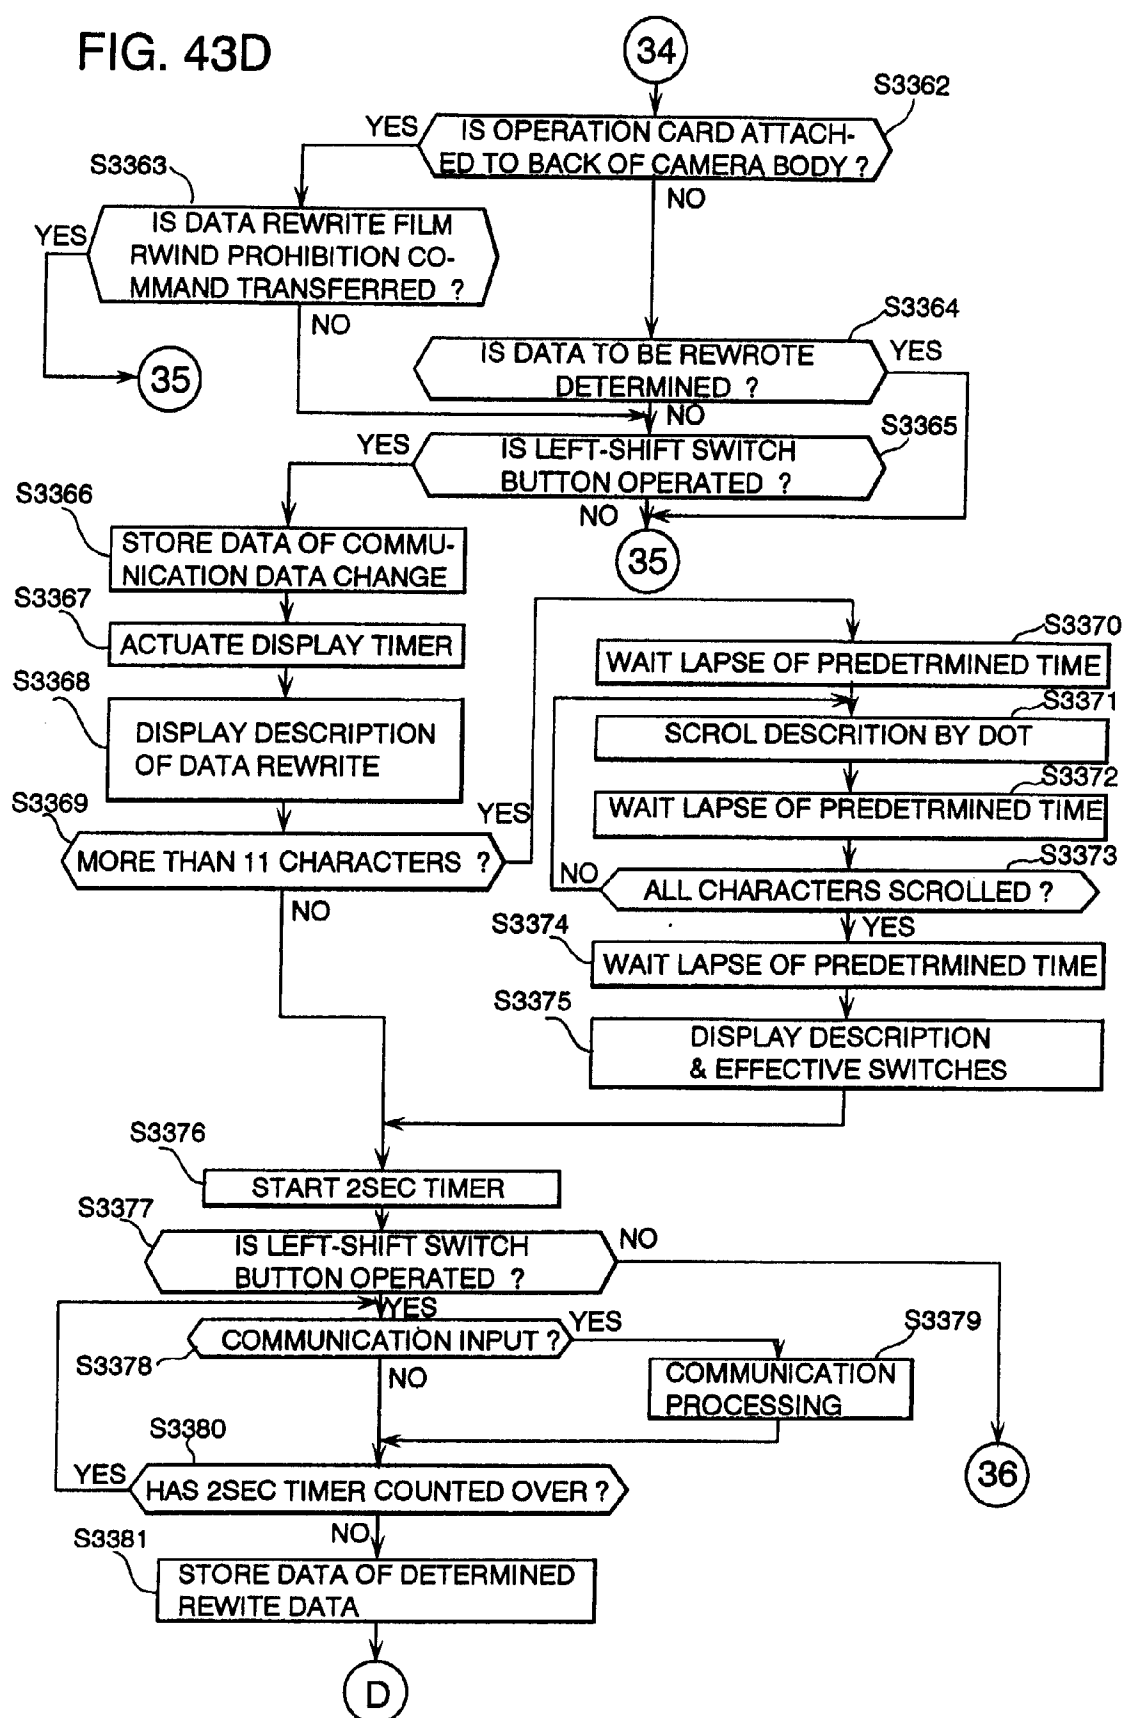 FIG. 43D
34
S3362
YES
IS OPERATION CARD ATTACH-
ED TO BACK OF CAMERA BODY ?
NO
S3363
YES
IS DATA REWRITE FILM
RWIND PROHIBITION CO-
MMAND TRANSFERRED ?
NO
35
S3364
IS DATA TO BE REWROTE
DETERMINED ?
YES
NO
S3365
YES
IS LEFT-SHIFT SWITCH
BUTTON OPERATED ?
NO
35
S3366
STORE DATA OF COMMU-
NICATION DATA CHANGE
S3367
ACTUATE DISPLAY TIMER
S3368
DISPLAY DESCRIPTION
OF DATA REWRITE
S3369
MORE THAN 11 CHARACTERS ?
YES
NO
S3370
WAIT LAPSE OF PREDETRMINED TIME
S3371
SCROL DESCRITION BY DOT
S3372
WAIT LAPSE OF PREDETRMINED TIME
S3373
NO
ALL CHARACTERS SCROLLED ?
YES
S3374
WAIT LAPSE OF PREDETRMINED TIME
S3375
DISPLAY DESCRIPTION
& EFFECTIVE SWITCHES
S3376
START 2SEC TIMER
S3377
IS LEFT-SHIFT SWITCH
BUTTON OPERATED ?
NO
YES
S3378
COMMUNICATION INPUT ?
YES
NO
S3379
COMMUNICATION
PROCESSING
36
S3380
YES
HAS 2SEC TIMER COUNTED OVER ?
NO
S3381
STORE DATA OF DETERMINED
REWITE DATA
D